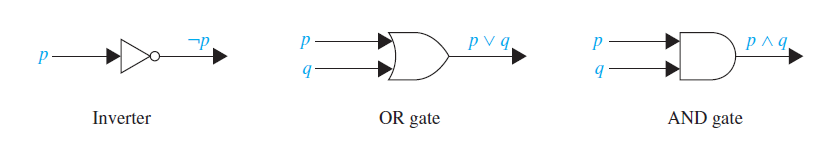 p ¬p
Inverter
p
q
p ∨ q
OR gate
p
q
p ∧ q
AND gate